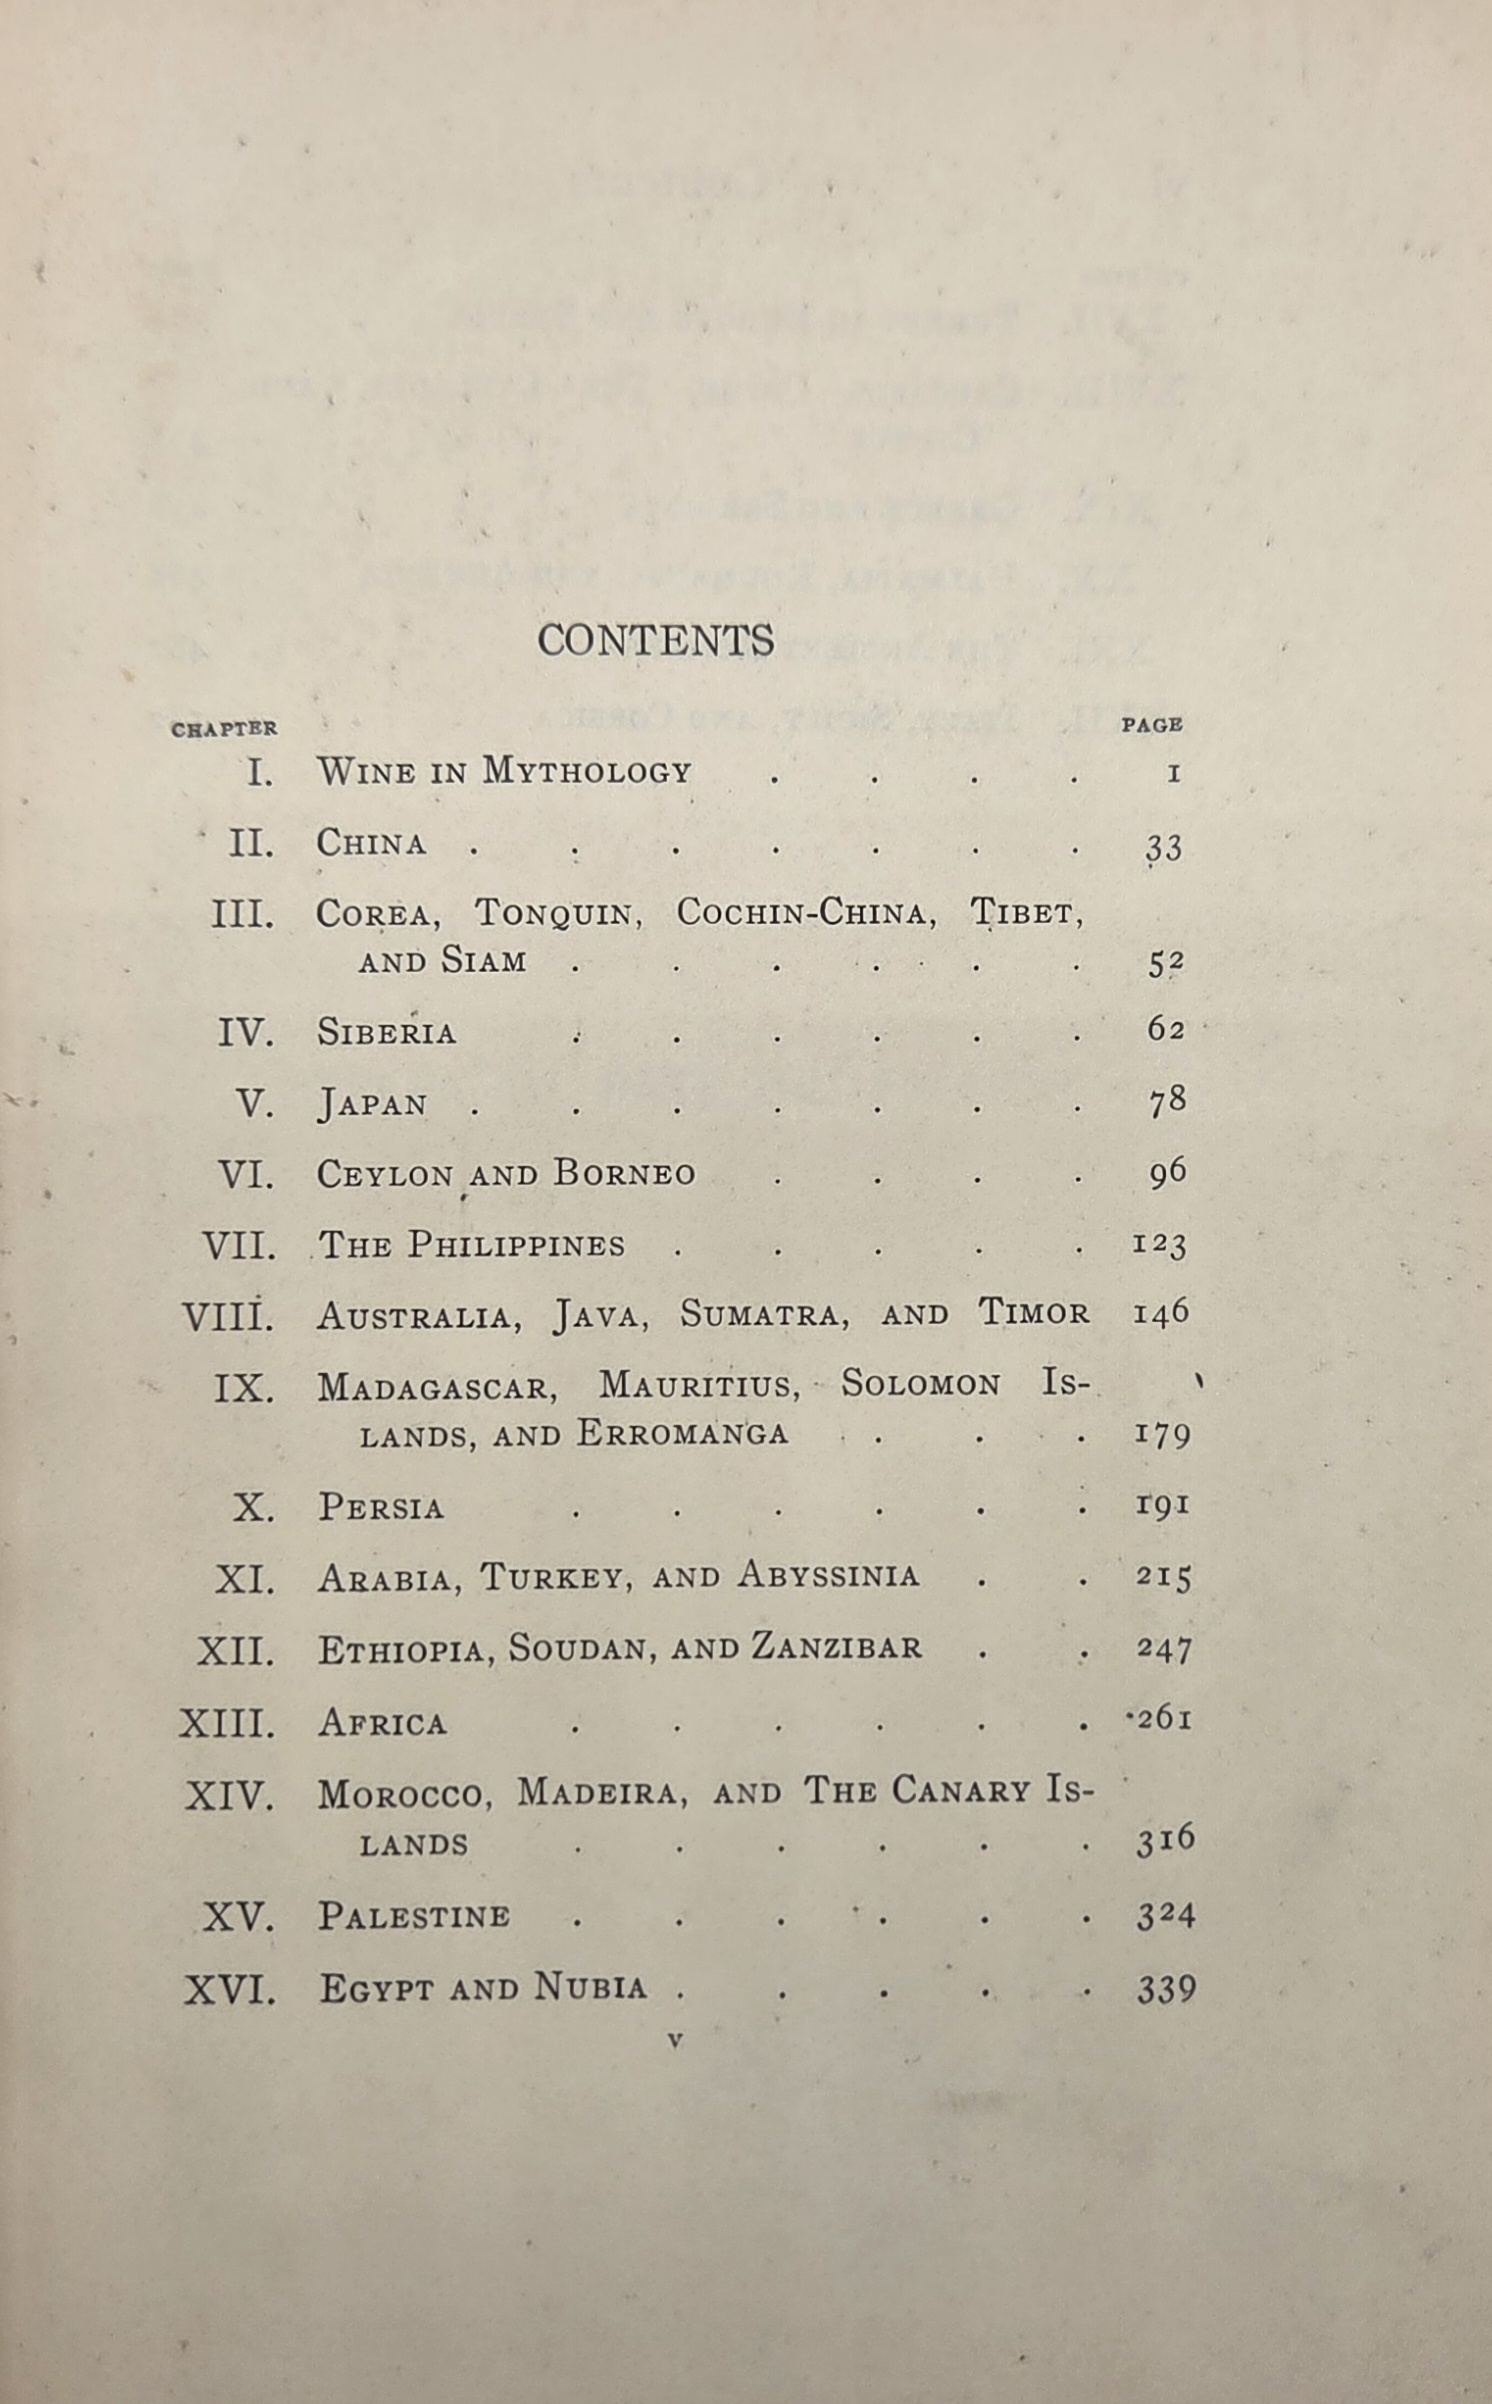 CONTENTS
CHAPTER PAGE
I. WINE IN MYTHOLOGY . . . . 1
II. CHINA . . . . . . . 33
III. COREA, TONQUIN, COCHIN-CHINA, TIBET,
AND SIAM . . . . . . 52
IV. SIBERIA . . . . . . 62
V. JAPAN . . . . . . . 78
VI. CEYLON AND BORNEO . . . . 96
VII. THE PHILIPPINES . . . . . 123
VIII. AUSTRALIA, JAVA, SUMATRA, AND TIMOR 146
IX. MADAGASCAR, MAURITIUS, SOLOMON IS-
LANDS, AND ERROMANGA . . . 179
X. PERSIA . . . . . . 191
XI. ARABIA, TURKEY, AND ABYSSINIA . . 215
XII. ETHIOPIA, SOUDAN, AND ZANZIBAR . . 247
XIII. AFRICA . . . . . . 261
XIV. MOROCCO, MADEIRA, AND THE CANARY IS-
LANDS . . . . . . 316
XV. PALESTINE . . . . . . 324
XVI. EGYPT AND NUBIA . . . . . 339
v